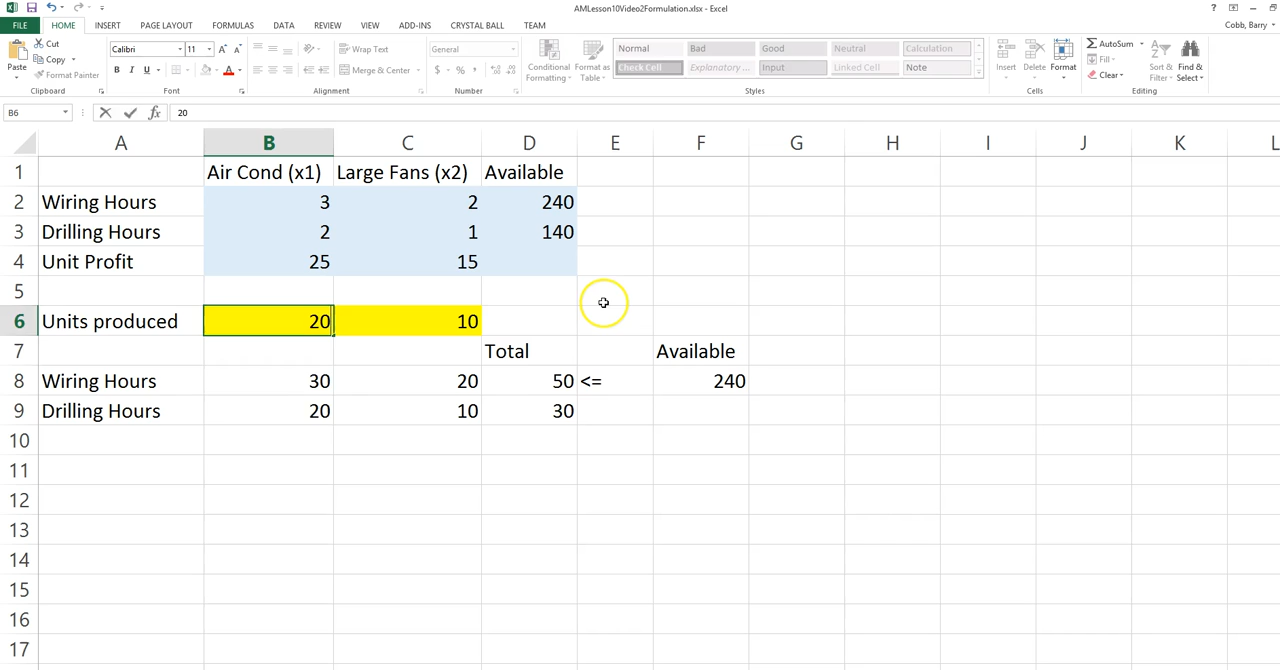 AMLesson10Video2Formulation.xlsx - Excel
?
FILE HOME INSERT PAGE LAYOUT FORMULAS DATA REVIEW VIEW ADD-INS CRYSTAL BALL TEAM Cobb, Barry
Paste Cut Copy Format Painter
Calibri 11 A A B I U A
Wrap Text Merge & Center
General $ % ,
Conditional Formatting Format as Table
Normal Bad Good Neutral Calculation
Check Cell Explanatory ... Input Linked Cell Note
Insert Delete Format
AutoSum Fill Clear Sort & Filter Find & Select
Clipboard Font Alignment Number Styles Cells Editing
B6 fx 20
A B C D E F G H I J K L
1 Air Cond (x1) Large Fans (x2) Available
2 Wiring Hours 3 2 240
3 Drilling Hours 2 1 140
4 Unit Profit 25 15
5
6 Units produced 20 10
7 Total Available
8 Wiring Hours 30 20 50 <= 240
9 Drilling Hours 20 10 30
10
11
12
13
14
15
16
17